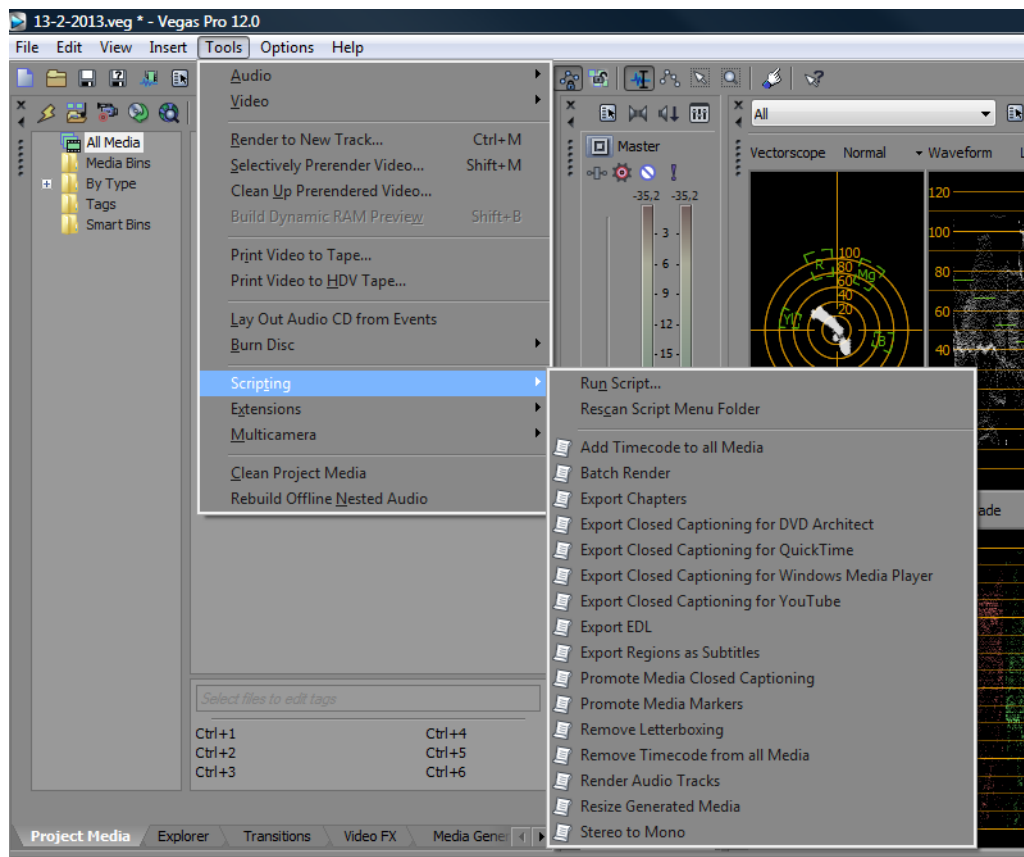 13-2-2013.veg * - Vegas Pro 12.0
File Edit View Insert Tools Options Help
All Media
Media Bins
By Type
Tags
Smart Bins
Audio
Video
Render to New Track... Ctrl+M
Selectively Prerender Video... Shift+M
Clean Up Prerendered Video...
Build Dynamic RAM Preview Shift+B
Print Video to Tape...
Print Video to HDV Tape...
Lay Out Audio CD from Events
Burn Disc
Scripting
Extensions
Multicamera
Clean Project Media
Rebuild Offline Nested Audio
Master
-35,2 -35,2
- 3 -
- 6 -
- 9 -
- 12 -
- 15 -
All
Vectorscope Normal Waveform
100
80
60
40
20
R
Mg
Yl
B
120
100
80
60
40
Run Script...
Rescan Script Menu Folder
Add Timecode to all Media
Batch Render
Export Chapters
Export Closed Captioning for DVD Architect
Export Closed Captioning for QuickTime
Export Closed Captioning for Windows Media Player
Export Closed Captioning for YouTube
Export EDL
Export Regions as Subtitles
Promote Media Closed Captioning
Promote Media Markers
Remove Letterboxing
Remove Timecode from all Media
Render Audio Tracks
Resize Generated Media
Stereo to Mono
ade
Select files to edit tags
Ctrl+1 Ctrl+4
Ctrl+2 Ctrl+5
Ctrl+3 Ctrl+6
Project Media Explorer Transitions Video FX Media Gene